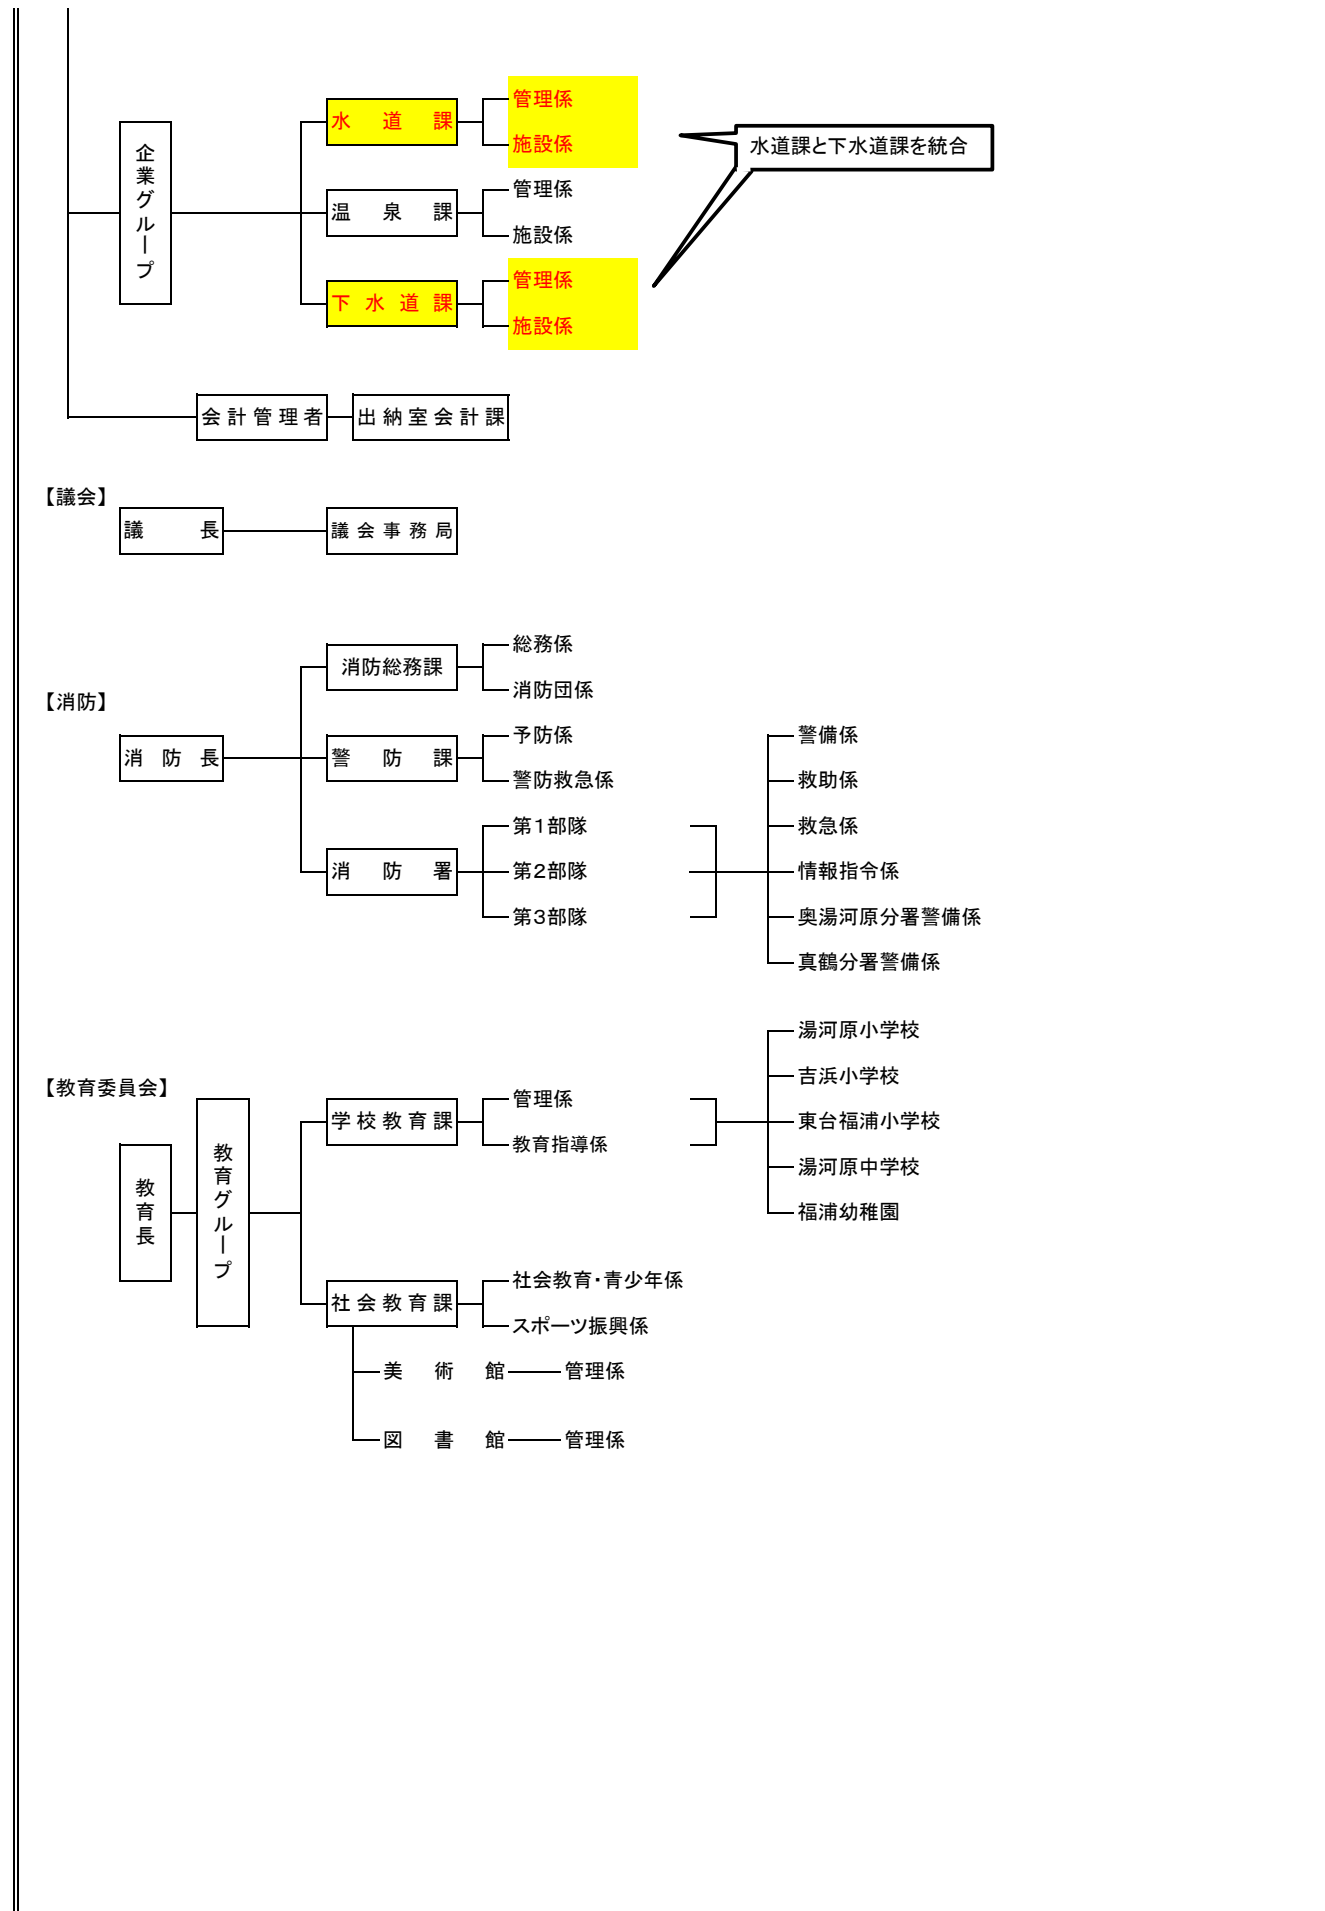 管理係
水道課
施設係
水道課と下水道課を統合
企業グループ
管理係
温泉課
施設係
管理係
下水道課
施設係
会計管理者
出納室会計課
【議会】
議長
議会事務局
総務係
消防総務課
消防団係
【消防】
予防係
警備係
消防長
警防課
警防救急係
救助係
第1部隊
救急係
消防署
第2部隊
情報指令係
第3部隊
奥湯河原分署警備係
真鶴分署警備係
湯河原小学校
吉浜小学校
【教育委員会】
管理係
学校教育課
東台福浦小学校
教育指導係
湯河原中学校
教育長
教育グループ
福浦幼稚園
社会教育・青少年係
社会教育課
スポーツ振興係
美術館
管理係
図書館
管理係